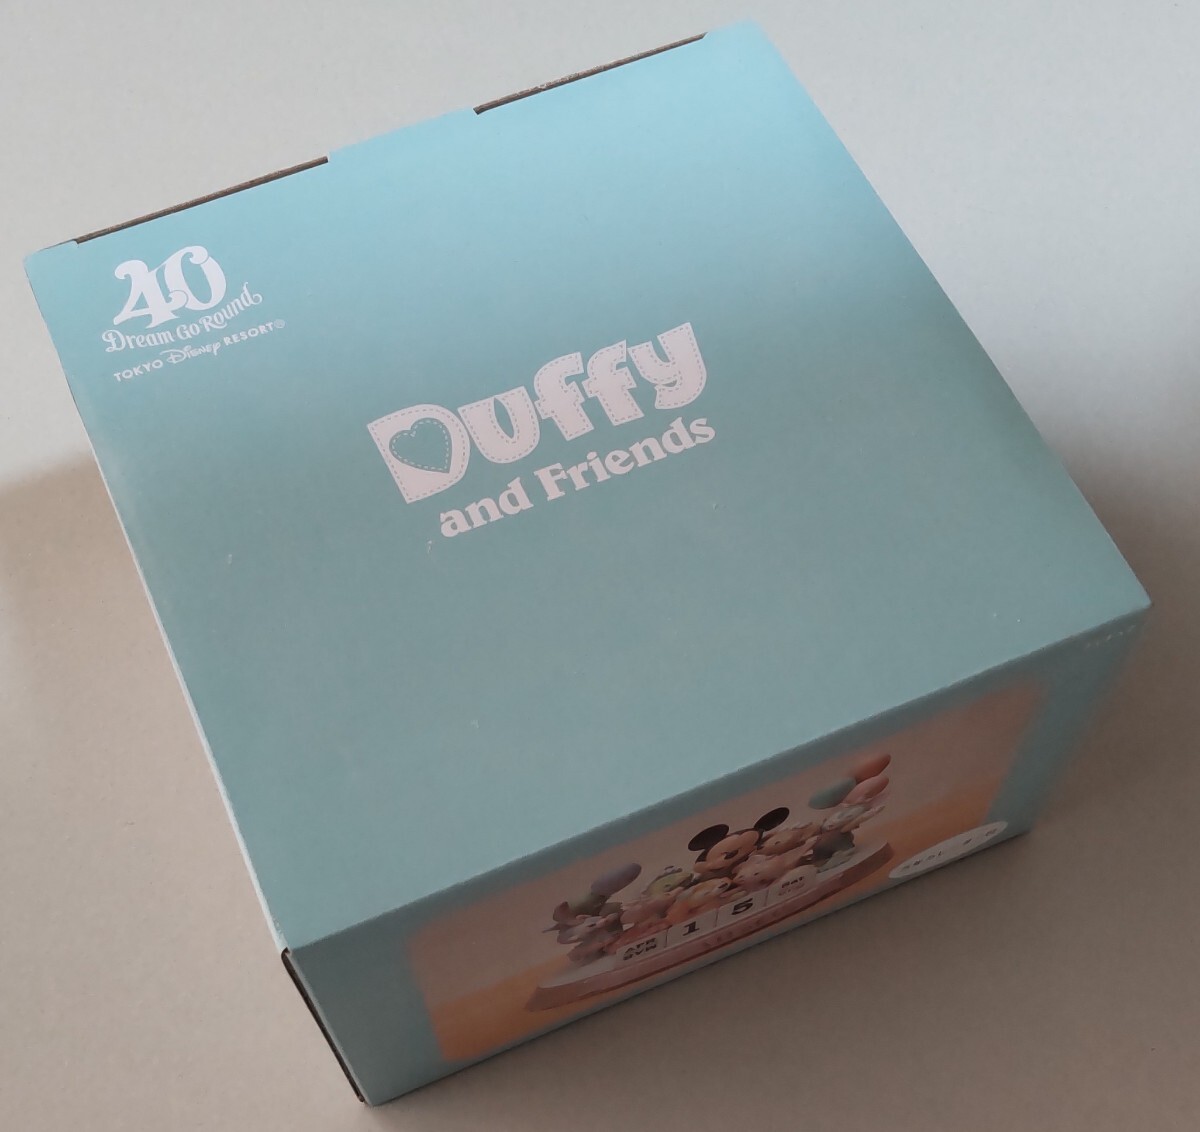 40
Dream Go Round
TOKYO Disney RESORT®
Duffy
and Friends
1
5